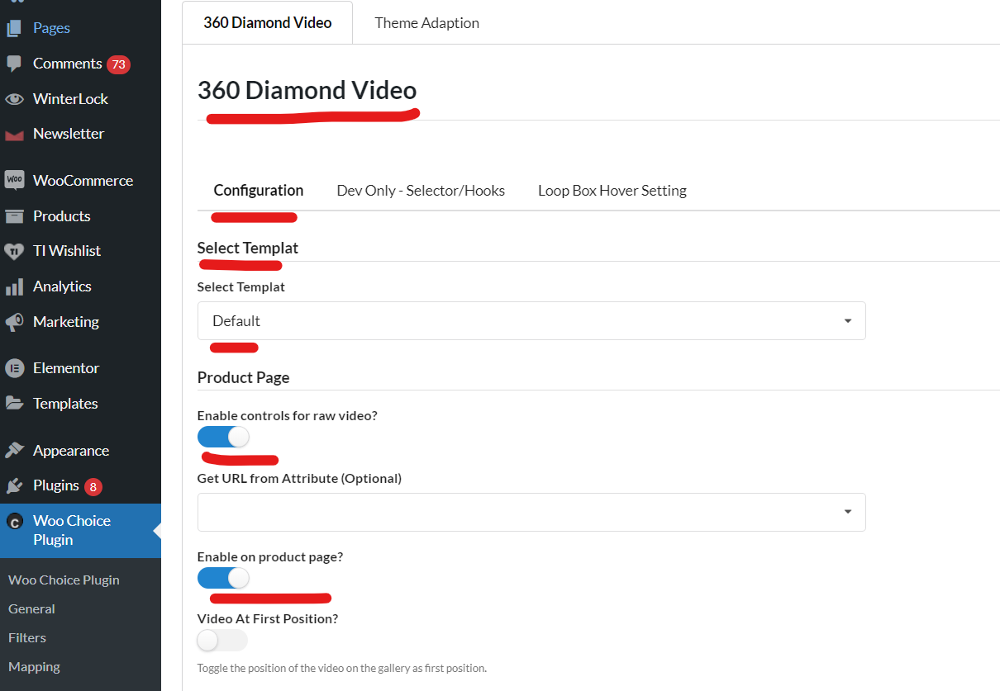 Pages
Comments 73
WinterLock
Newsletter
Woo WooCommerce
Products
TI TI Wishlist
Analytics
Marketing
Elementor
Templates
Appearance
Plugins 8
C Woo Choice
Plugin
Woo Choice Plugin
General
Filters
Mapping
360 Diamond Video Theme Adaption
360 Diamond Video
Configuration Dev Only - Selector/Hooks Loop Box Hover Setting
Select Templat
Select Templat
Default
Product Page
Enable controls for raw video?
Get URL from Attribute (Optional)
Enable on product page?
Video At First Position?
Toggle the position of the video on the gallery as first position.